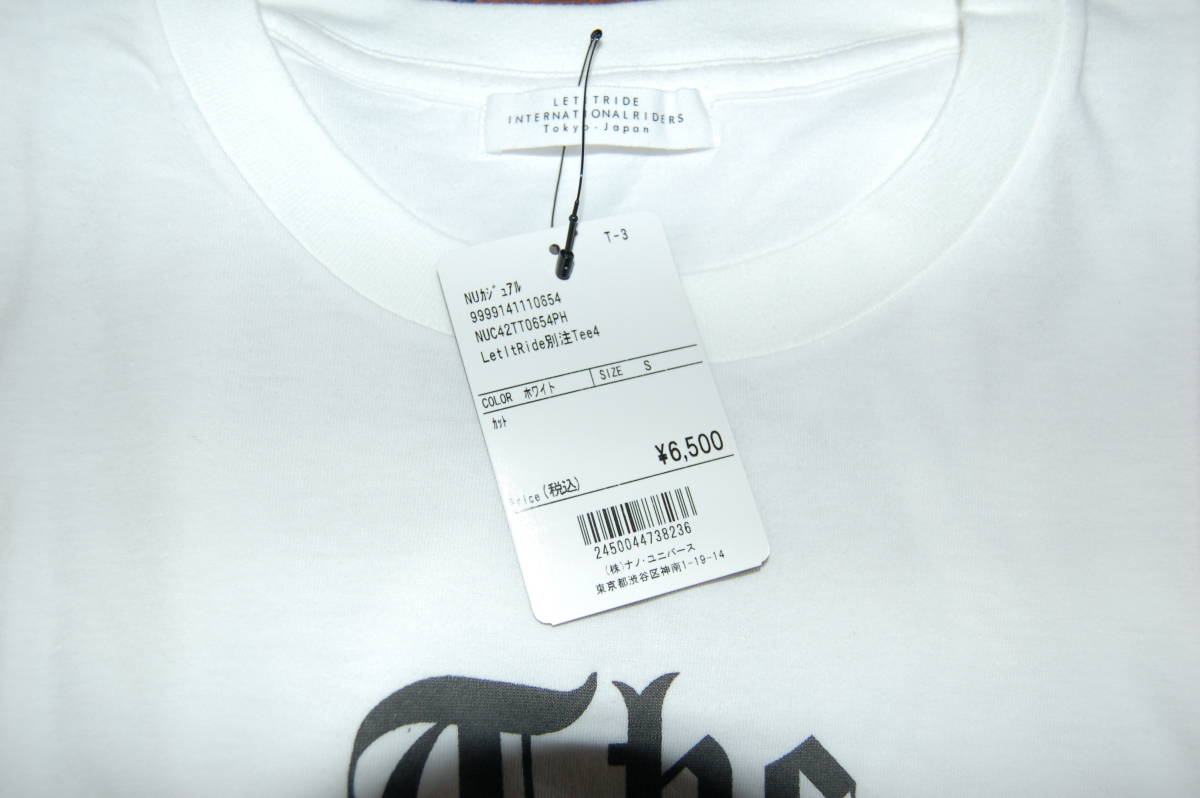 LETITRIDE
INTERNATIONALRIDERS
Tokyo-Japan
T-3
NUカジュアル
9999141110654
NUC42TT0654PH
LetItRide別注Tee4
COLOR ホワイト SIZE S
カット
¥6,500
Price(税込)
2450044738236
(株)ナノ・ユニバース
東京都渋谷区神南1-19-14
The